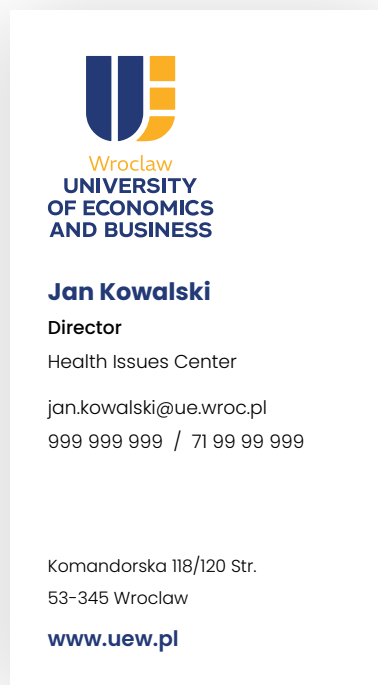 Wroclaw
UNIVERSITY
OF ECONOMICS
AND BUSINESS
Jan Kowalski
Director
Health Issues Center
jan.kowalski@ue.wroc.pl
999 999 999 / 71 99 99 999
Komandorska 118/120 Str.
53-345 Wroclaw
www.uew.pl